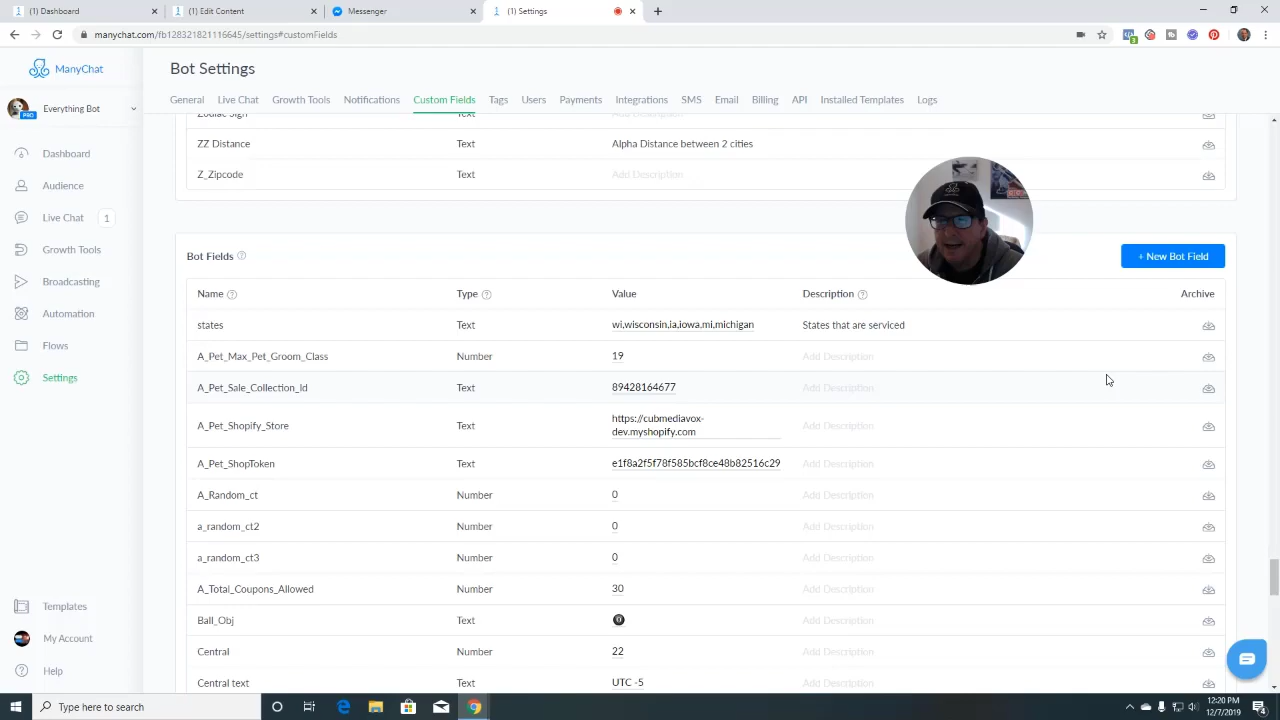 (1) Dashboard
(1) Edit Content
Messenger
(1) Settings
manychat.com/fb128321821116645/settings#customFields
3
ManyChat
Bot Settings
Everything Bot
PRO
General Live Chat Growth Tools Notifications Custom Fields Tags Users Payments Integrations SMS Email Billing API Installed Templates Logs
Dashboard
Audience
Live Chat 1
Growth Tools
Broadcasting
Automation
Flows
Settings
Templates
My Account
Help
Zodiac Sign Text Add Description
ZZ Distance Text Alpha Distance between 2 cities
Z_Zipcode Text Add Description
Bot Fields
+ New Bot Field
Name Type Value Description Archive
states Text wi,wisconsin,ia,iowa,mi,michigan States that are serviced
A_Pet_Max_Pet_Groom_Class Number 19 Add Description
A_Pet_Sale_Collection_Id Text 89428164677 Add Description
A_Pet_Shopify_Store Text https://cubmediavox-
dev.myshopify.com Add Description
A_Pet_ShopToken Text e1f8a2f5f78f585bcf8ce48b82516c29 Add Description
A_Random_ct Number 0 Add Description
a_random_ct2 Number 0 Add Description
a_random_ct3 Number 0 Add Description
A_Total_Coupons_Allowed Number 30 Add Description
Ball_Obj Text Add Description
Central Number 22 Add Description
Central text Text UTC -5 Add Description
Type here to search
12:20 PM
12/7/2019
4